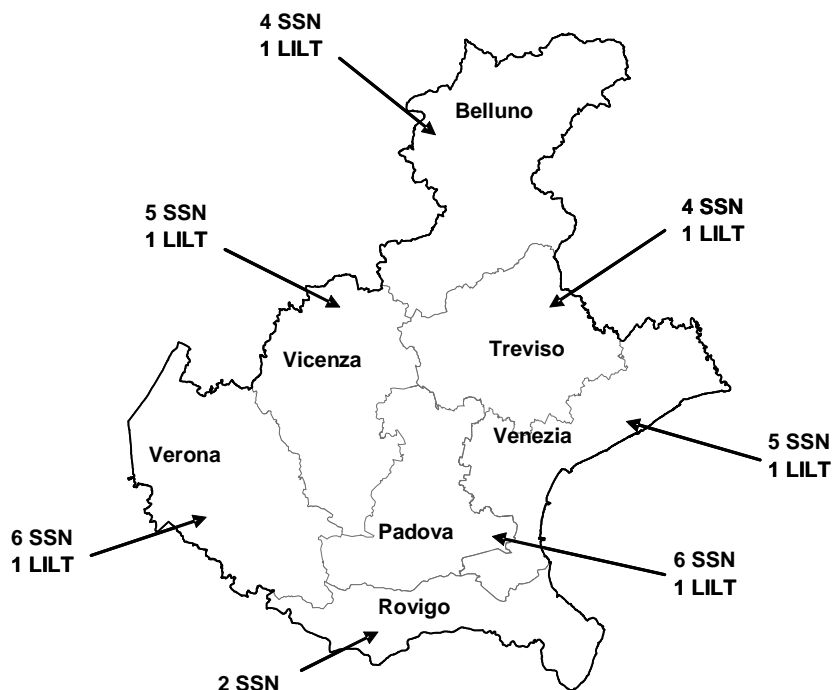 4 SSN
1 LILT
Belluno
5 SSN
1 LILT
4 SSN
1 LILT
Vicenza
Treviso
Verona
Venezia
5 SSN
1 LILT
6 SSN
1 LILT
Padova
6 SSN
1 LILT
Rovigo
2 SSN